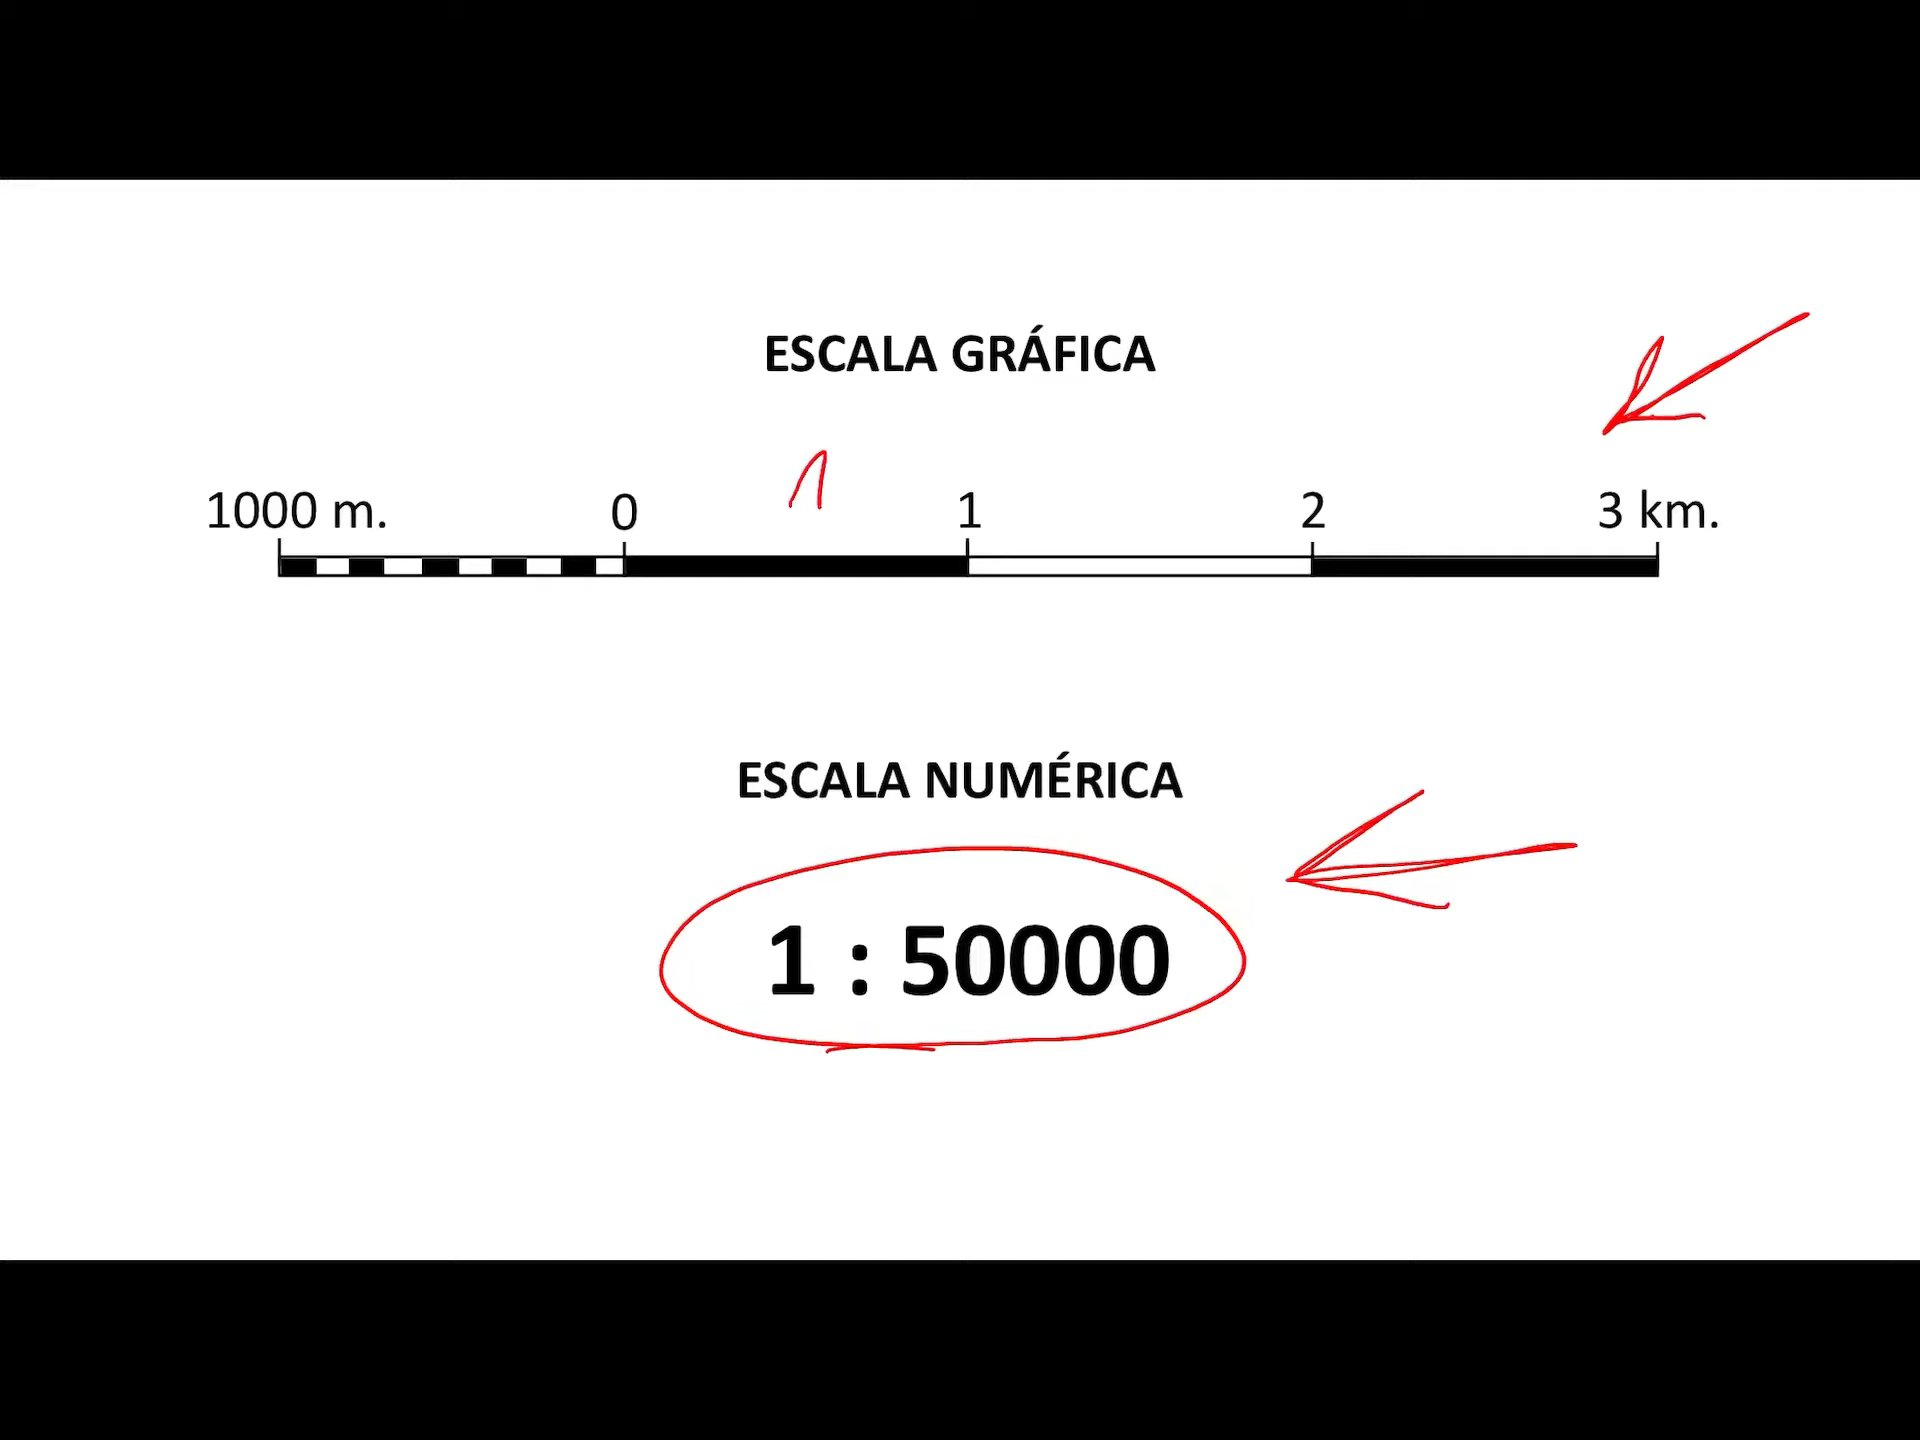 ESCALA GRÁFICA
1
1000 m. 0 1 2 3 km.
ESCALA NUMÉRICA
1 : 50000